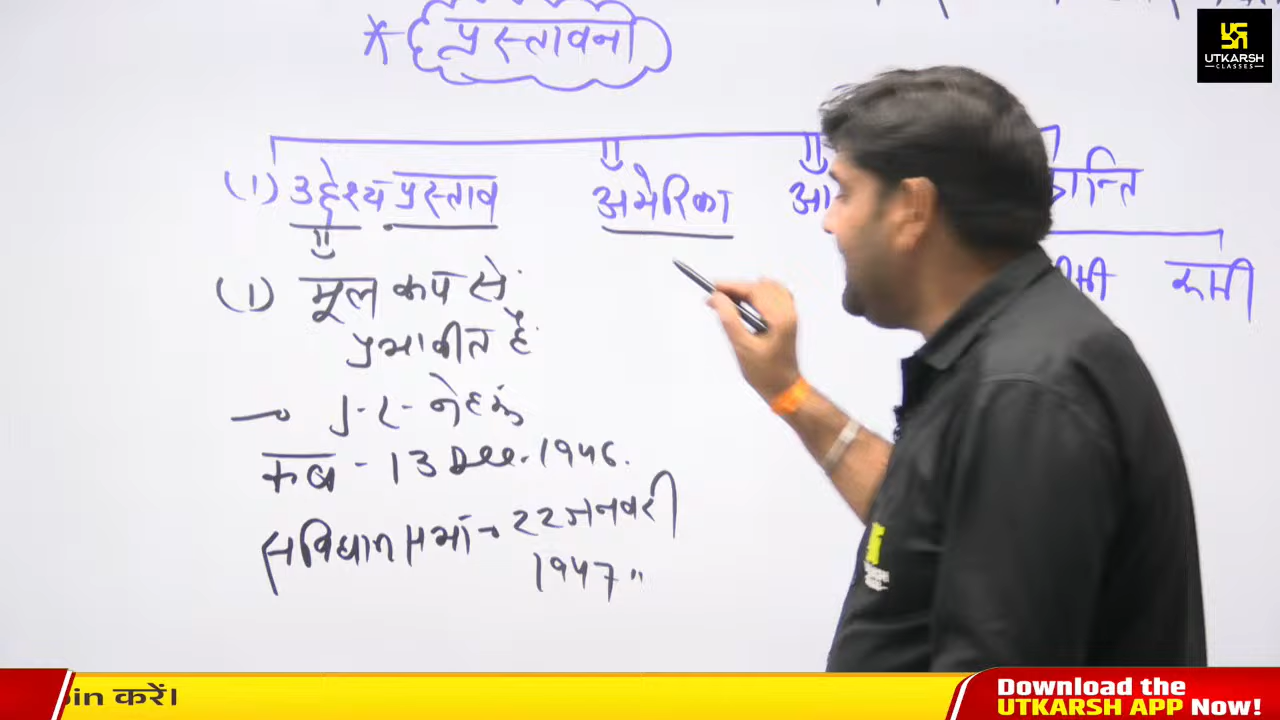 * प्रस्तावना
UTKARSH
CLASSES
(1) उद्देश्य प्रस्ताव
अमेरिका
(1) मूल रूप से
प्रभावीत है
J-L- नेहरू
कब - 13 Dec. 1946.
संविधान सभा 22 जनवरी
1947"
रूसी
in करें।
Download the
UTKARSH APP Now!